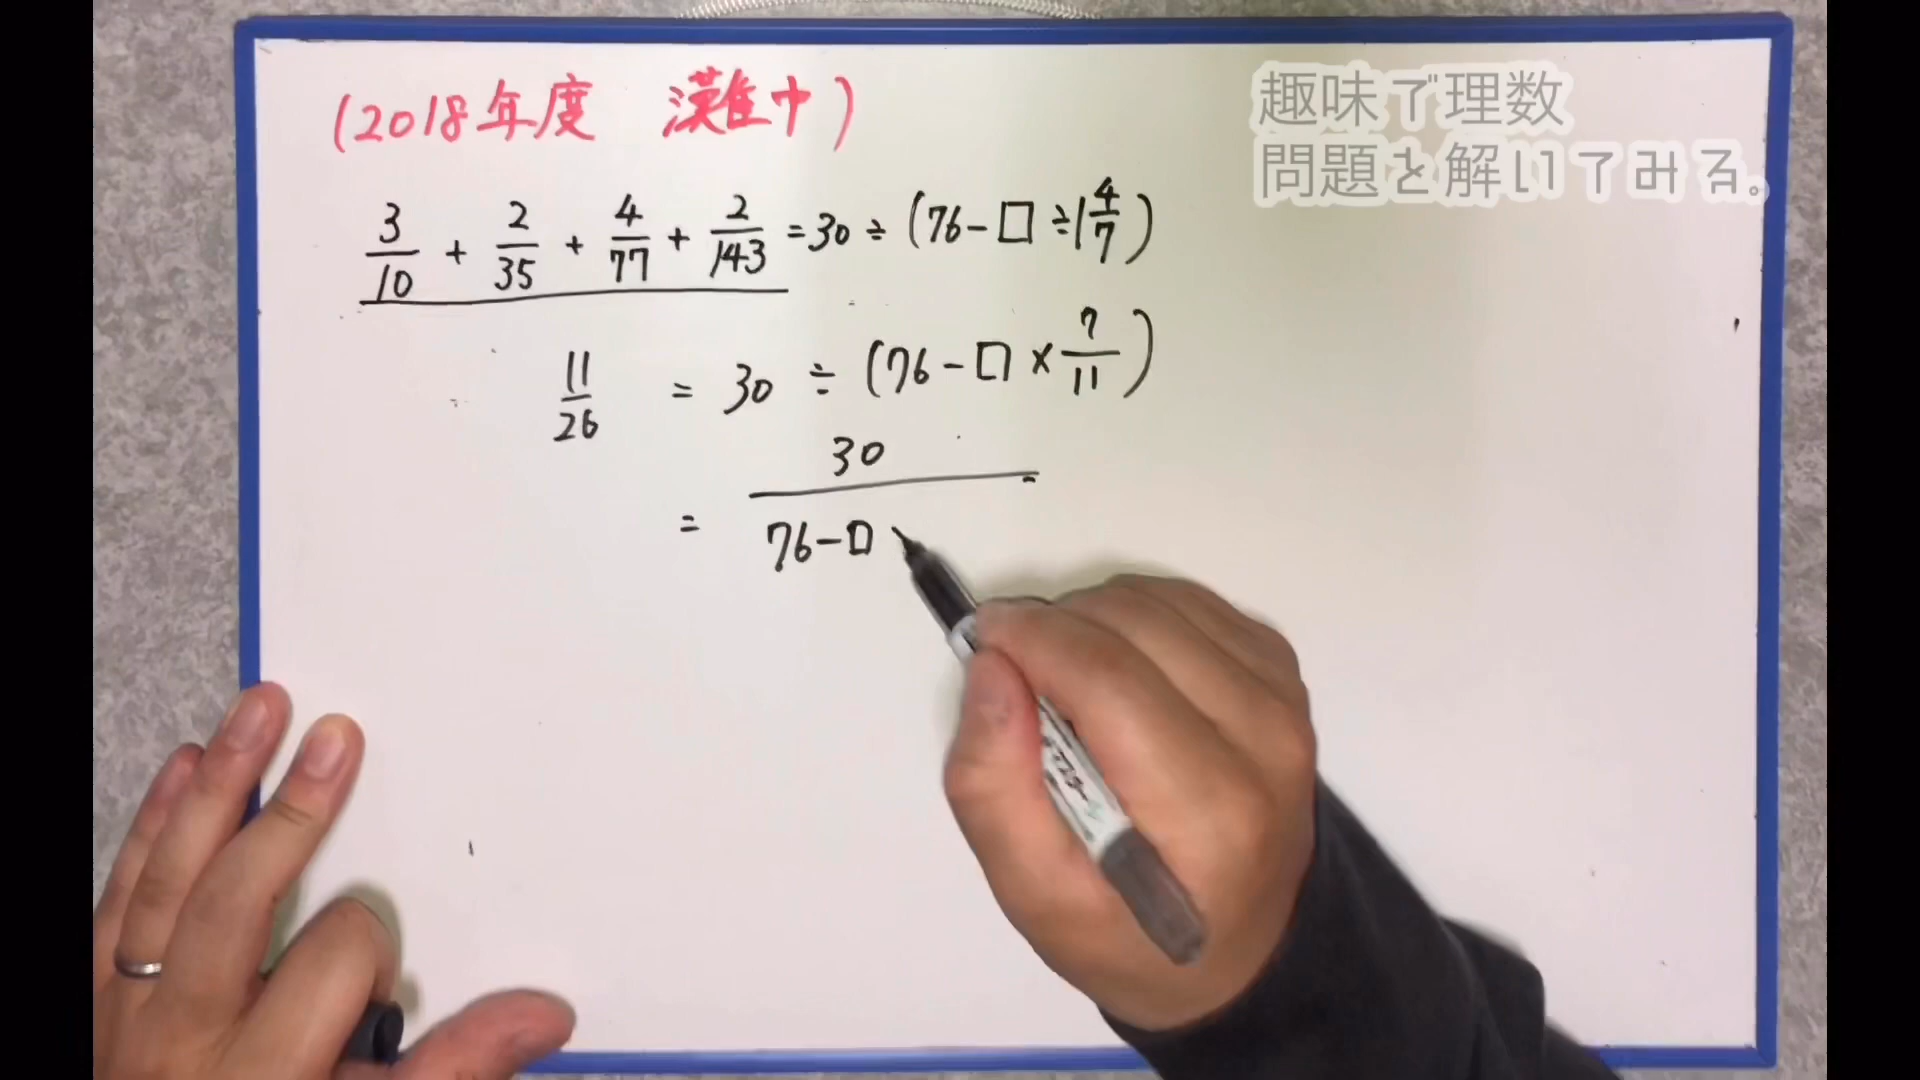 (2018年度 灘中)
趣味で理数
問題を解いてみる。
3/10 + 2/35 + 4/77 + 2/143 = 30 ÷ (76 - □ ÷ 1 4/7)
11/26 = 30 ÷ (76 - □ × 7/11)
= 30/(76-□